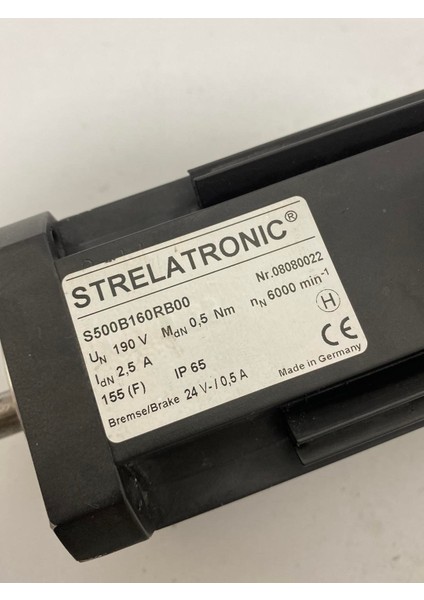 STRELATRONIC®
S500B160RB00 Nr.08080022
UN 190 V MdN 0,5 Nm nN 6000 min-1
IdN 2,5 A H
155 (F) IP 65 CE
Bremse/Brake 24 V-/ 0,5 A Made in Germany